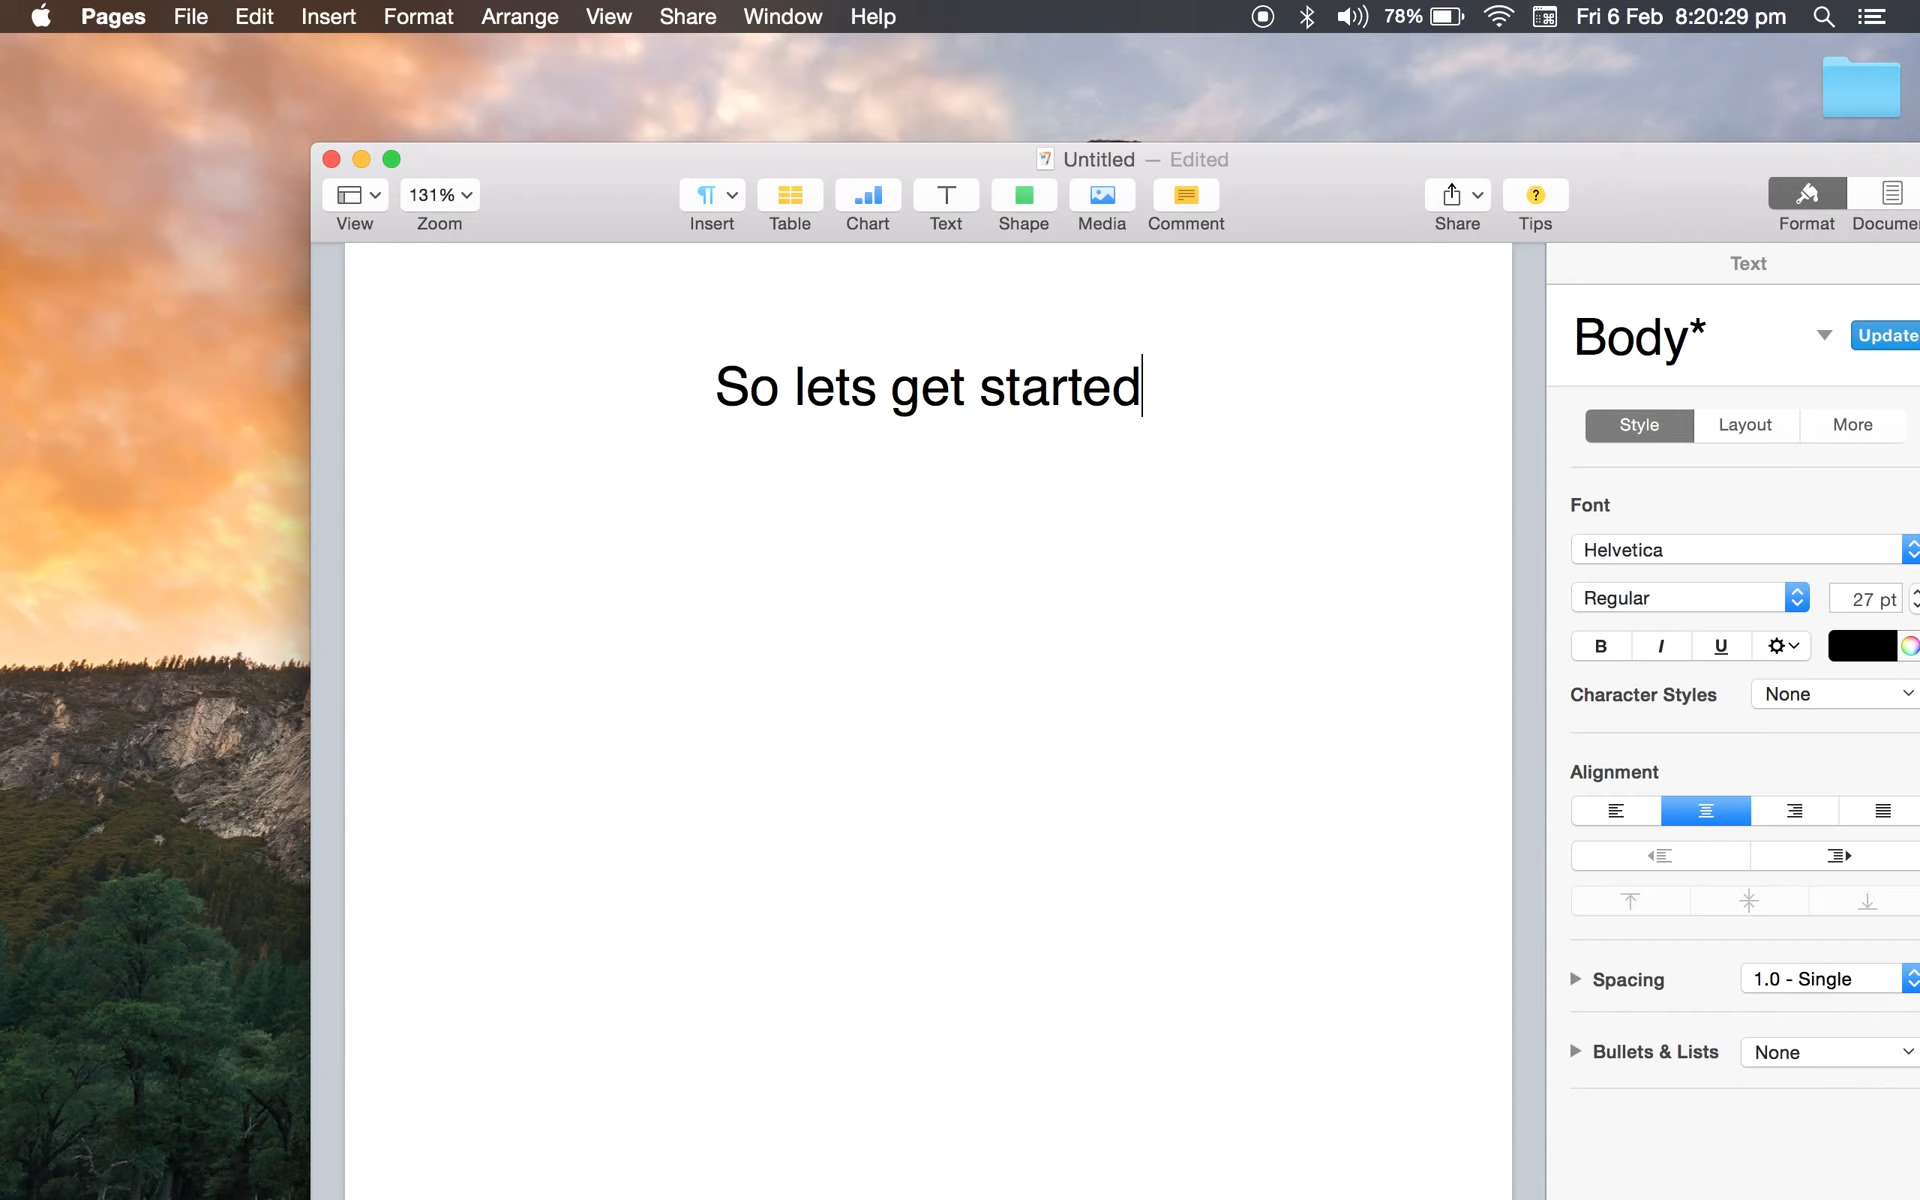 Pages File Edit Insert Format Arrange View Share Window Help 78% Fri 6 Feb 8:20:29 pm
Untitled — Edited
131%
View Zoom Insert Table Chart Text Shape Media Comment Share Tips Format Documen
Text
So lets get started
Body* Update
Style Layout More
Font
Helvetica
Regular 27 pt
B I U
Character Styles None
Alignment
Spacing 1.0 - Single
Bullets & Lists None